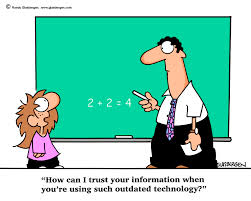 © Randy Glasbergen / www.glasbergen.com
2 + 2 = 4
GLASBERGEN
"How can I trust your information when
you're using such outdated technology?"